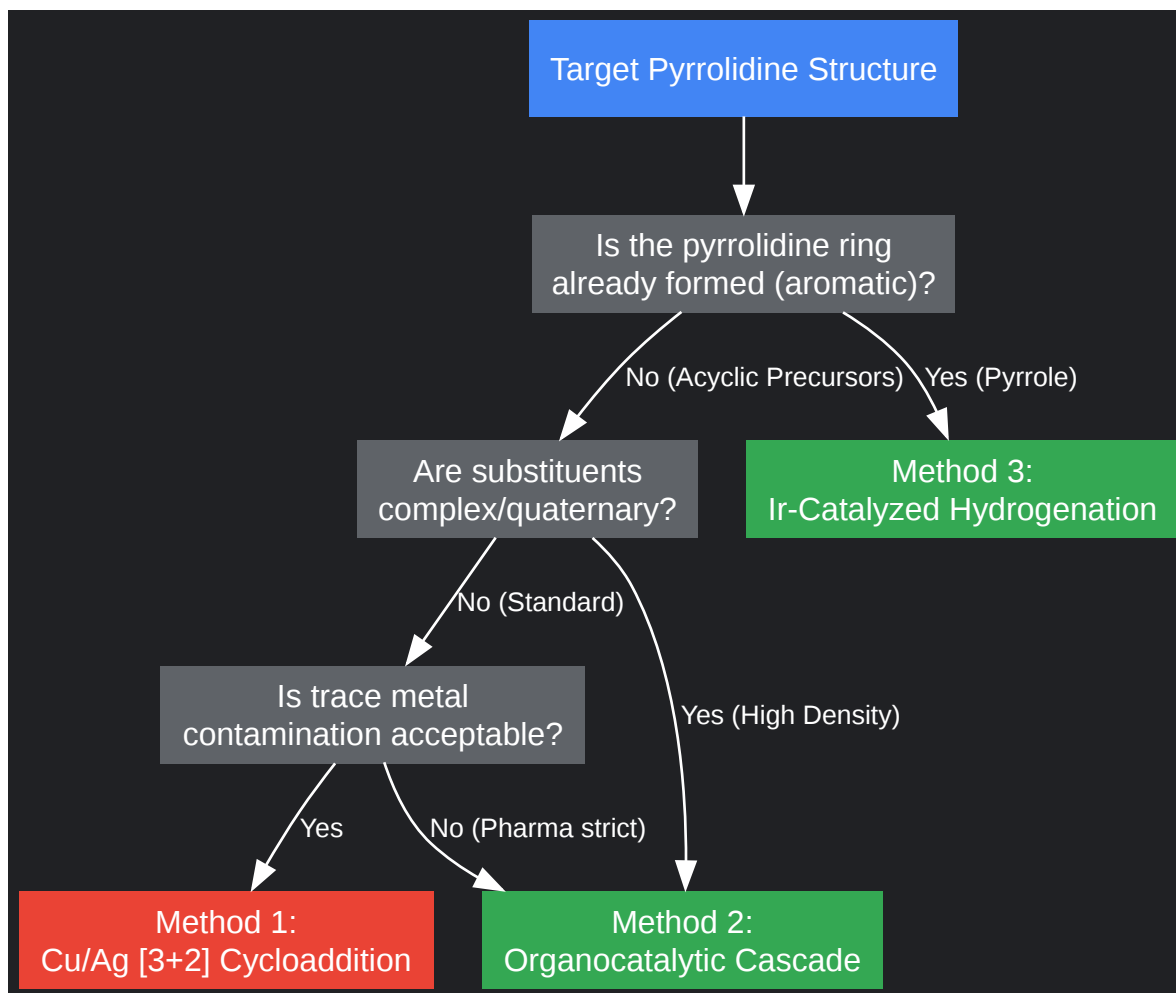 Target Pyrrolidine Structure
Is the pyrrolidine ring
already formed (aromatic)?
No (Acyclic Precursors)
Yes (Pyrrole)
Are substituents
complex/quaternary?
Method 3:
Ir-Catalyzed Hydrogenation
No (Standard)
Is trace metal
contamination acceptable?
Yes (High Density)
Yes
No (Pharma strict)
Method 1:
Cu/Ag [3+2] Cycloaddition
Method 2:
Organocatalytic Cascade